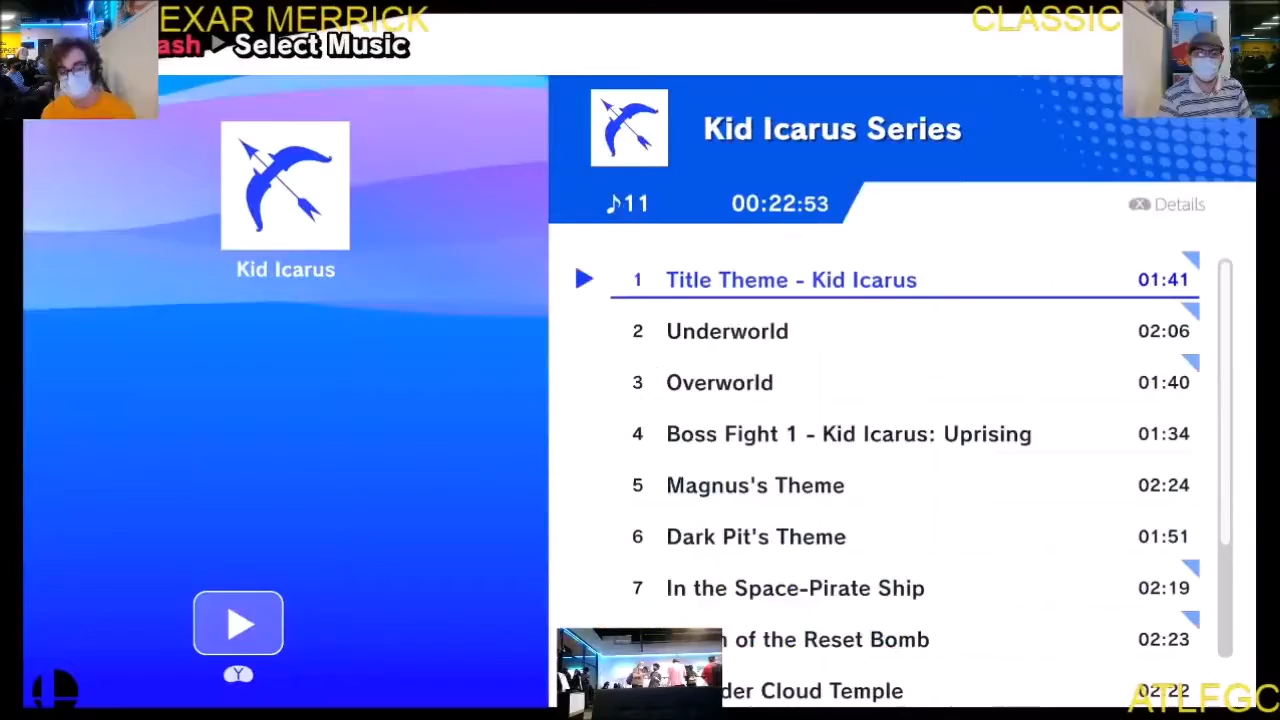 EXAR MERRICK
CLASSIC
ash ▶ Select Music
Kid Icarus Series
♪11 00:22:53
X Details
Kid Icarus
1 Title Theme - Kid Icarus 01:41
2 Underworld 02:06
3 Overworld 01:40
4 Boss Fight 1 - Kid Icarus: Uprising 01:34
5 Magnus's Theme 02:24
6 Dark Pit's Theme 01:51
7 In the Space-Pirate Ship 02:19
of the Reset Bomb 02:23
der Cloud Temple 02:22
Y
ATLFGC